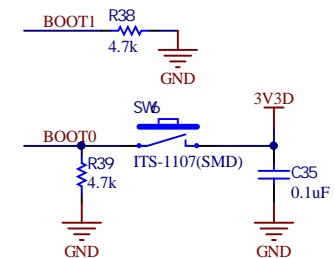 BOOT1
R38
4.7k
GND
SW6
3V3D
BOOT0
R39
4.7k
ITS-1107(SMD)
C35
0.1uF
GND
GND